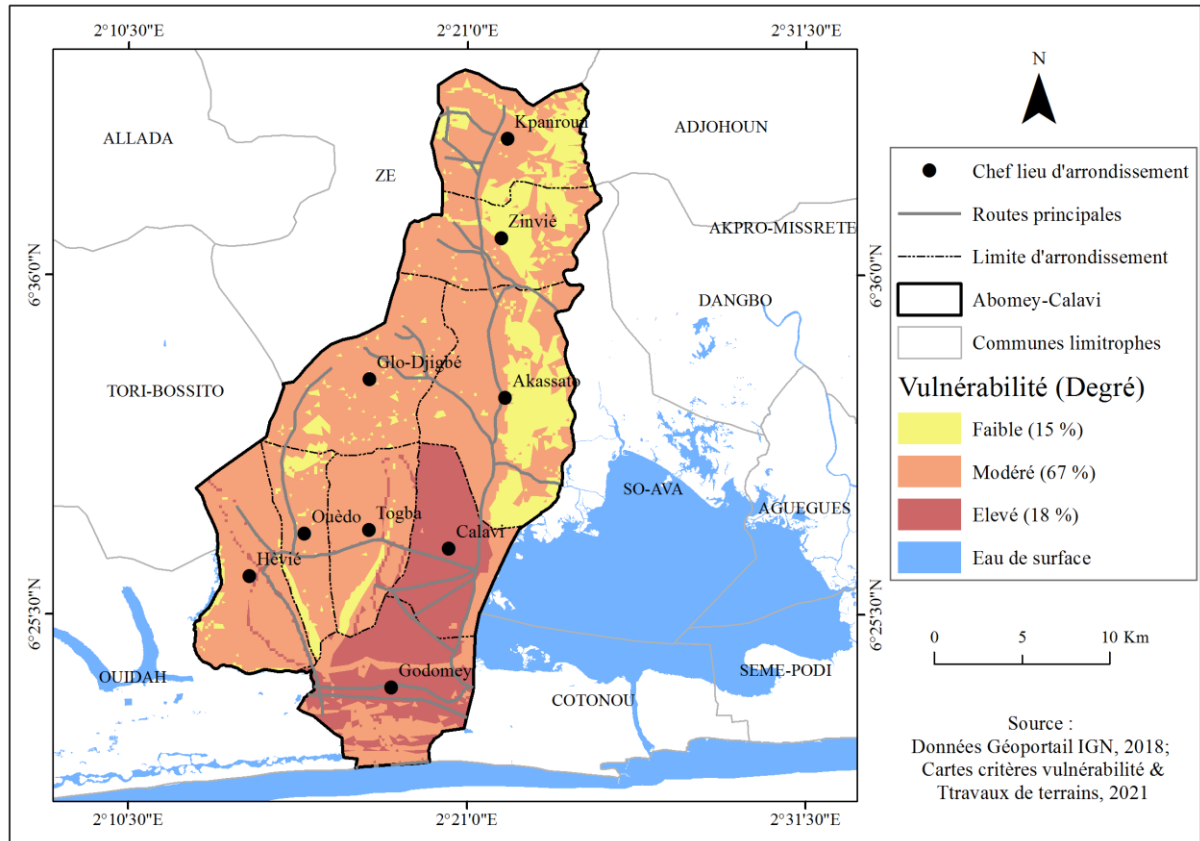 2°10'30"E
2°21'0"E
2°31'30"E
N
ALLADA
ZE
ADJOHOUN
AKPRO-MISSRETE
DANGBO
TORI-BOSSITO
SO-AVA
AGUEGUES
OUIDAH
COTONOU
SEME-PODI
Kpanroun
Zinvié
Glo-Djigbé
Akassato
Ouèdo
Togba
Calavi
Hèvié
Godomey
6°36'0"N
6°25'30"N
6°36'0"N
6°25'30"N
2°10'30"E
2°21'0"E
2°31'30"E
Chef lieu d'arrondissement
Routes principales
Limite d'arrondissement
Abomey-Calavi
Communes limitrophes
Vulnérabilité (Degré)
Faible (15 %)
Modéré (67 %)
Elevé (18 %)
Eau de surface
0 5 10 Km
Source :
Données Géoportail IGN, 2018;
Cartes critères vulnérabilité &
Ttravaux de terrains, 2021